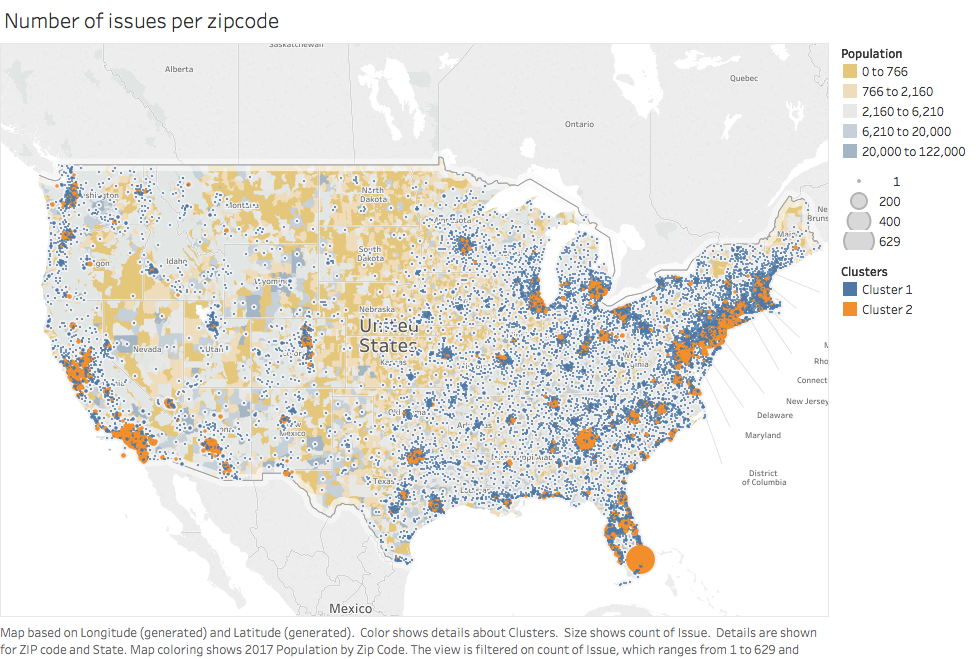 Number of issues per zipcode
Saskatchewan
Alberta
Quebec
Ontario
North
Dakota
South
Dakota
Idaho
Nebraska
United
States
Nevada
Utah
New
Mexico
Texas
Mexico
Connect
New Jersey
Delaware
Maryland
District
of Columbia
Population
0 to 766
766 to 2,160
2,160 to 6,210
6,210 to 20,000
20,000 to 122,000
1
200
400
629
Clusters
Cluster 1
Cluster 2
Map based on Longitude (generated) and Latitude (generated). Color shows details about Clusters. Size shows count of Issue. Details are shown
for ZIP code and State. Map coloring shows 2017 Population by Zip Code. The view is filtered on count of Issue, which ranges from 1 to 629 and